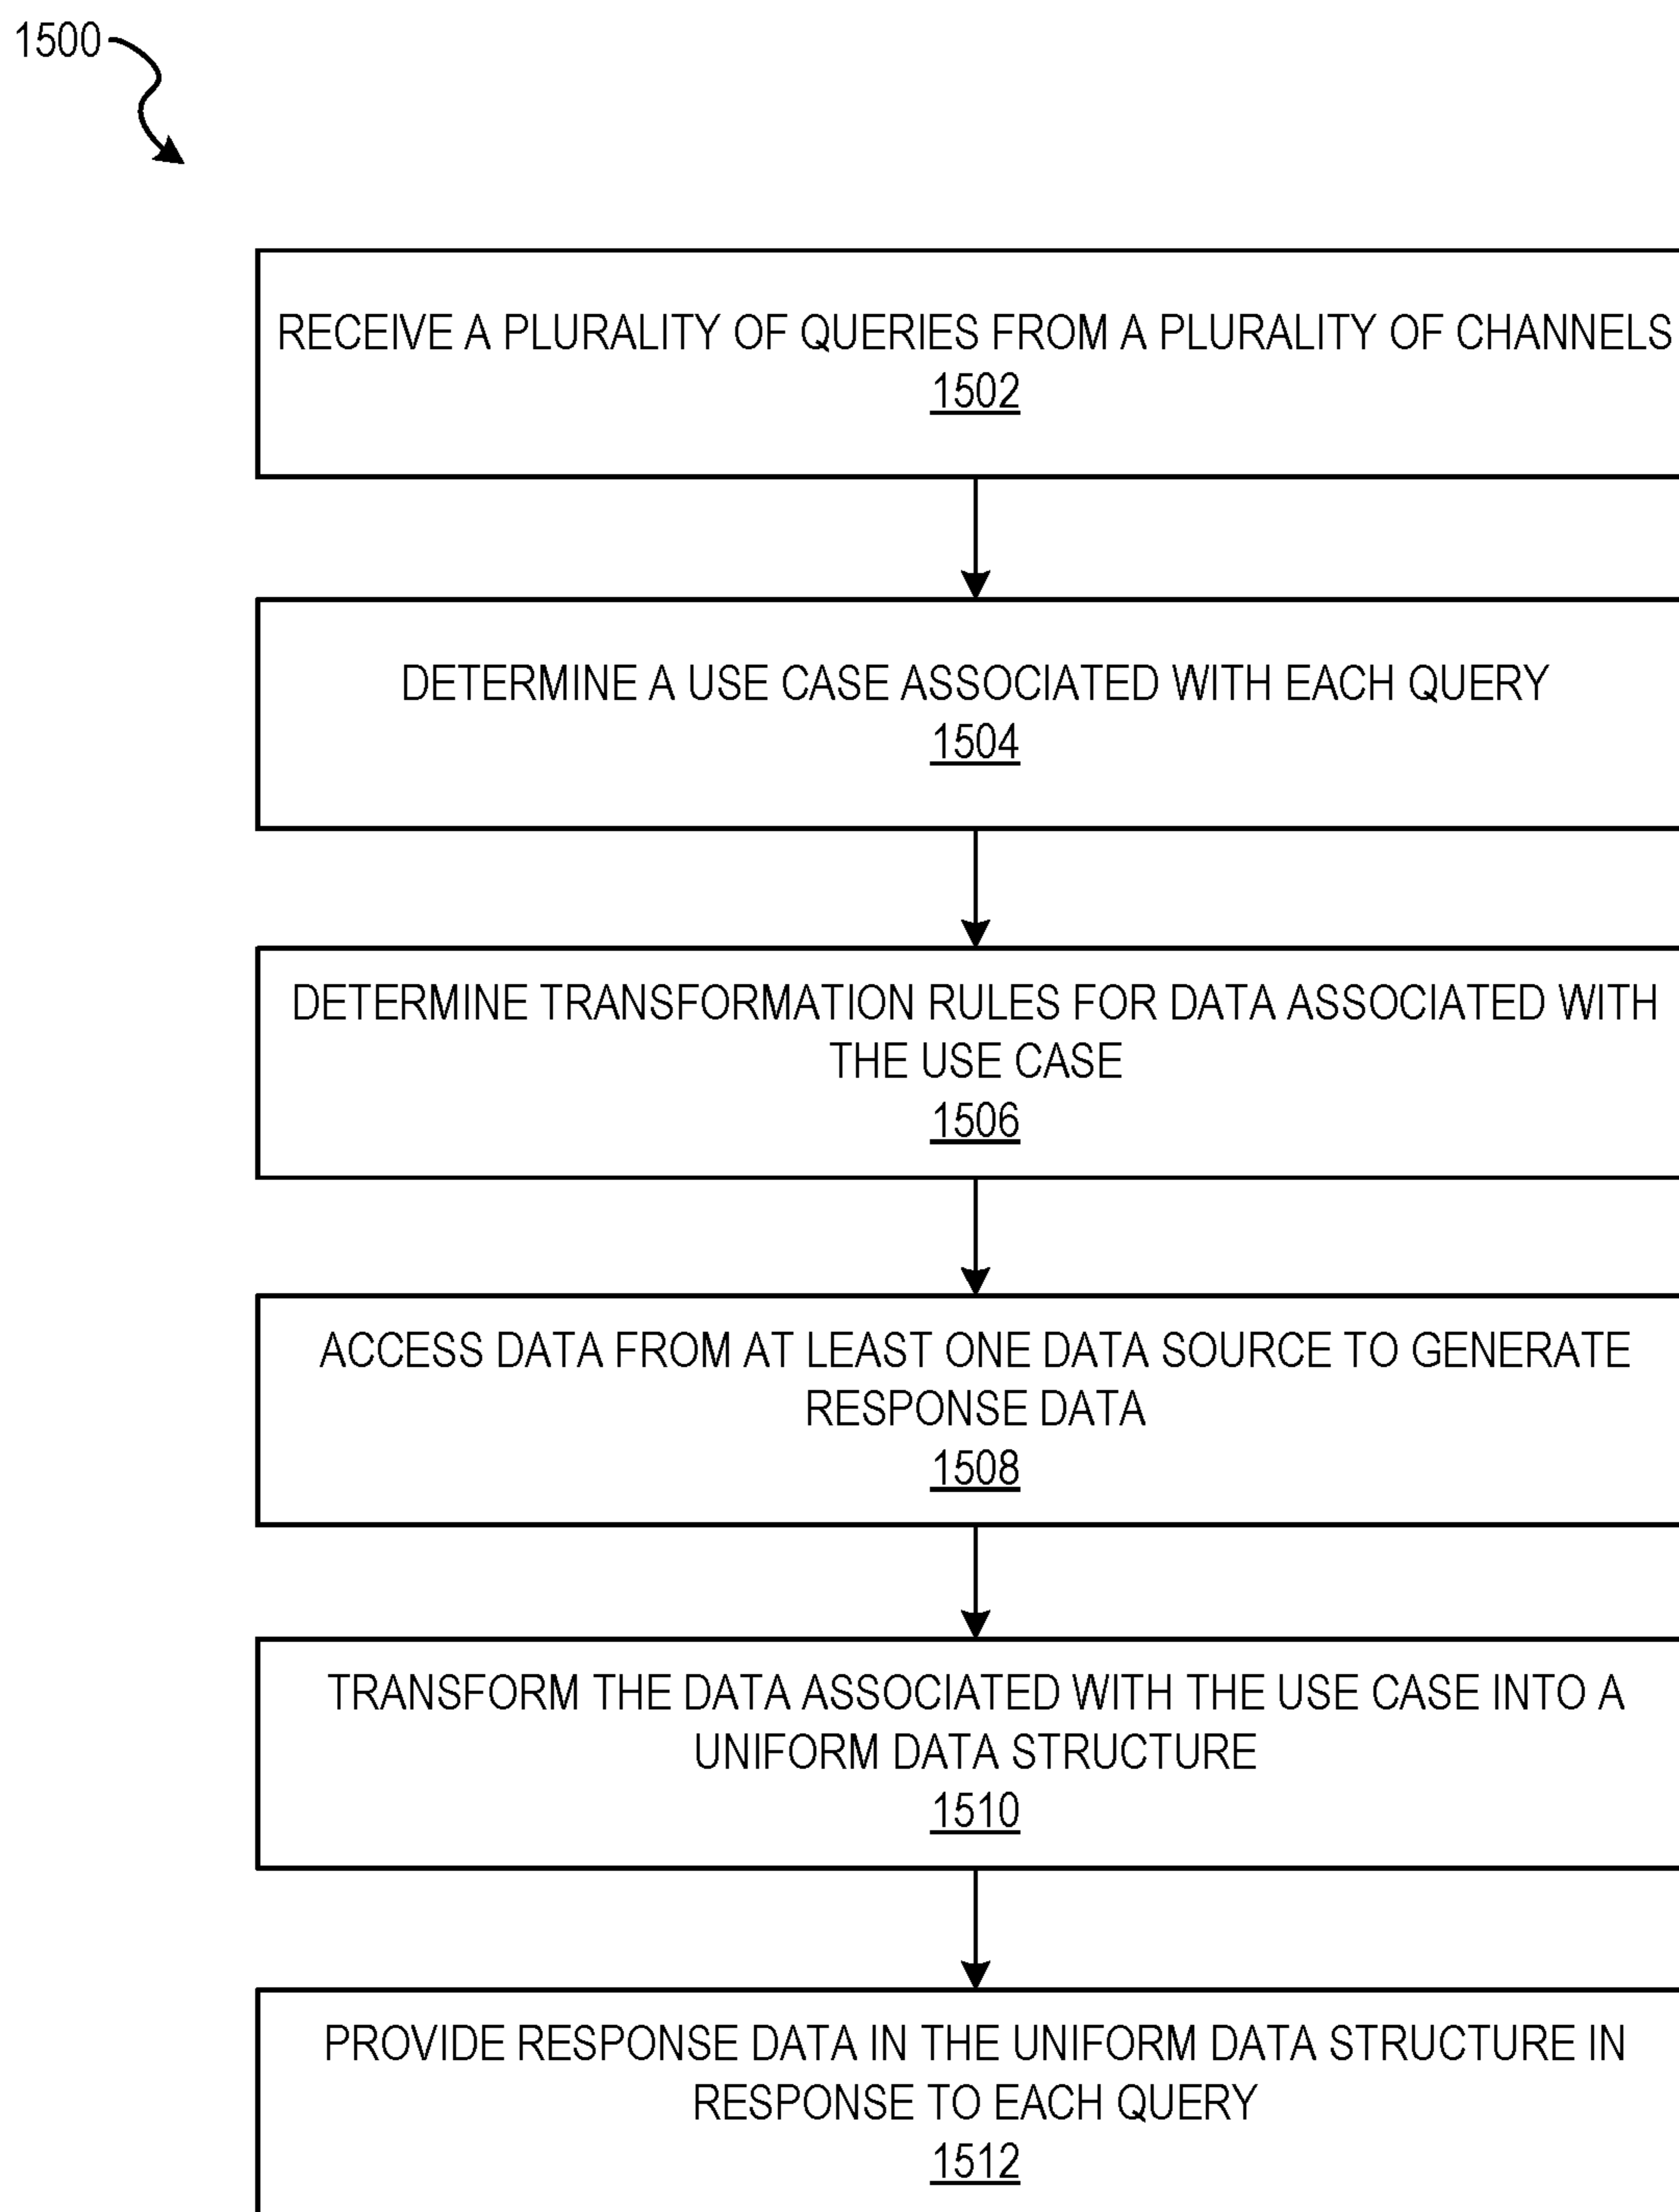 1500
RECEIVE A PLURALITY OF QUERIES FROM A PLURALITY OF CHANNELS
1502
DETERMINE A USE CASE ASSOCIATED WITH EACH QUERY
1504
DETERMINE TRANSFORMATION RULES FOR DATA ASSOCIATED WITH
THE USE CASE
1506
ACCESS DATA FROM AT LEAST ONE DATA SOURCE TO GENERATE
RESPONSE DATA
1508
TRANSFORM THE DATA ASSOCIATED WITH THE USE CASE INTO A
UNIFORM DATA STRUCTURE
1510
PROVIDE RESPONSE DATA IN THE UNIFORM DATA STRUCTURE IN
RESPONSE TO EACH QUERY
1512